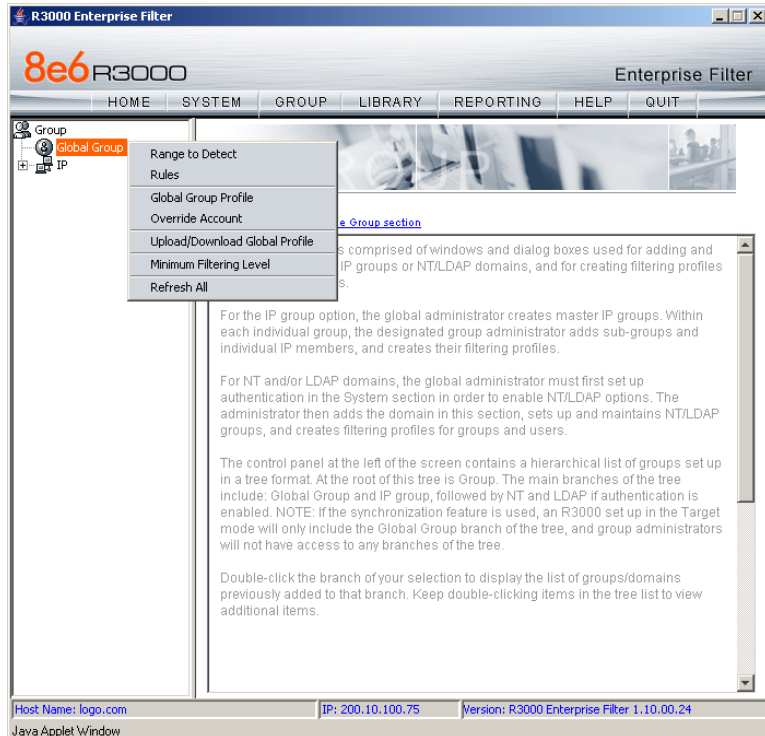 R3000 Enterprise Filter
8e6 R3000
Enterprise Filter
HOME SYSTEM GROUP LIBRARY REPORTING HELP QUIT
Group
Global Group
IP
Range to Detect
Rules
Global Group Profile
Override Account
Upload/Download Global Profile
Minimum Filtering Level
Refresh All
GROUP
Group section
comprised of windows and dialog boxes used for adding and
IP groups or NT/LDAP domains, and for creating filtering profiles
For the IP group option, the global administrator creates master IP groups. Within
each individual group, the designated group administrator adds sub-groups and
individual IP members, and creates their filtering profiles.
For NT and/or LDAP domains, the global administrator must first set up
authentication in the System section in order to enable NT/LDAP options. The
administrator then adds the domain in this section, sets up and maintains NT/LDAP
groups, and creates filtering profiles for groups and users.
The control panel at the left of the screen contains a hierarchical list of groups set up
in a tree format. At the root of this tree is Group. The main branches of the tree
include: Global Group and IP group, followed by NT and LDAP if authentication is
enabled. NOTE: If the synchronization feature is used, an R3000 set up in the Target
mode will only include the Global Group branch of the tree, and group administrators
will not have access to any branches of the tree.
Double-click the branch of your selection to display the list of groups/domains
previously added to that branch. Keep double-clicking items in the tree list to view
additional items.
Host Name: logo.com
IP: 200.10.100.75
Version: R3000 Enterprise Filter 1.10.00.24
Java Applet Window